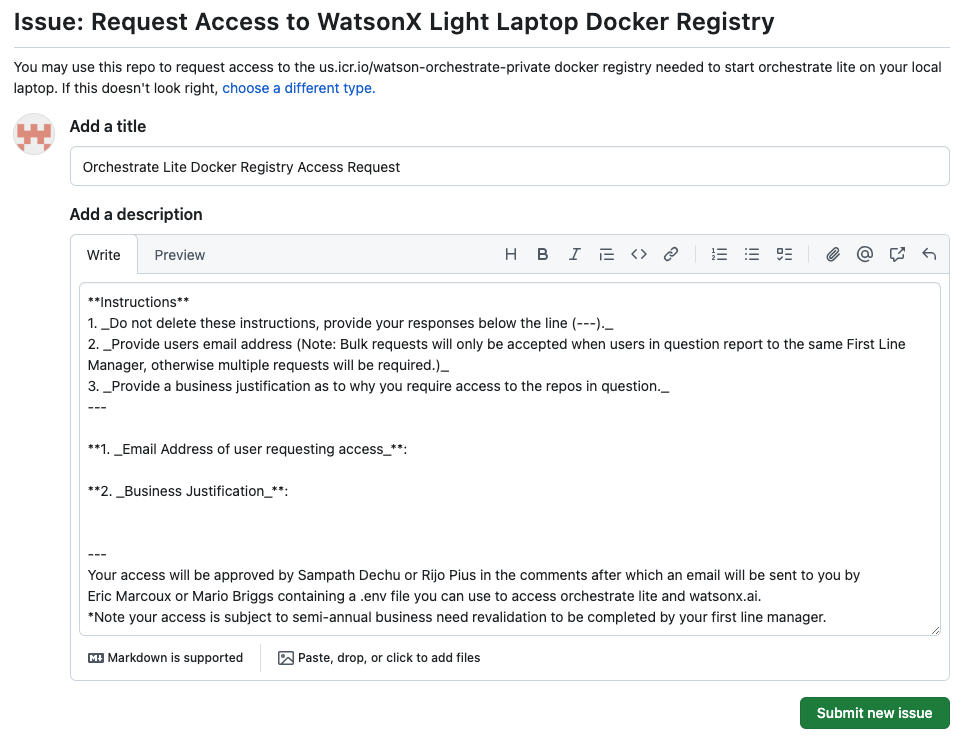 Issue: Request Access to WatsonX Light Laptop Docker Registry
You may use this repo to request access to the us.icr.io/watson-orchestrate-private docker registry needed to start orchestrate lite on your local
laptop. If this doesn't look right, choose a different type.
Add a title
Orchestrate Lite Docker Registry Access Request
Add a description
Write Preview
**Instructions**
1. _Do not delete these instructions, provide your responses below the line (---)._
2. _Provide users email address (Note: Bulk requests will only be accepted when users in question report to the same First Line
Manager, otherwise multiple requests will be required.)_
3. _Provide a business justification as to why you require access to the repos in question._
---
**1. _Email Address of user requesting access_**:
**2. _Business Justification_**:
---
Your access will be approved by Sampath Dechu or Rijo Pius in the comments after which an email will be sent to you by
Eric Marcoux or Mario Briggs containing a .env file you can use to access orchestrate lite and watsonx.ai.
*Note your access is subject to semi-annual business need revalidation to be completed by your first line manager.
Markdown is supported Paste, drop, or click to add files
Submit new issue